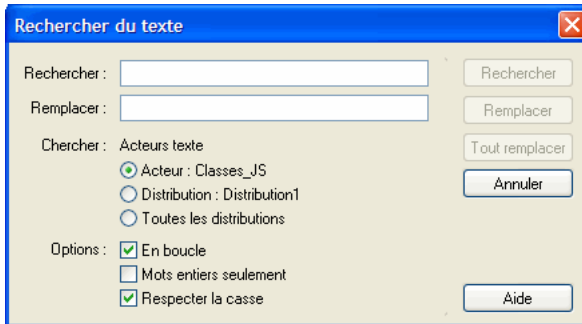 Rechercher du texte
Rechercher : Rechercher
Remplacer : Remplacer
Chercher : Acteurs texte Tout remplacer
Acteur : Classes_JS Annuler
Distribution : Distribution1
Toutes les distributions
Options : En boucle
Mots entiers seulement
Respecter la casse Aide